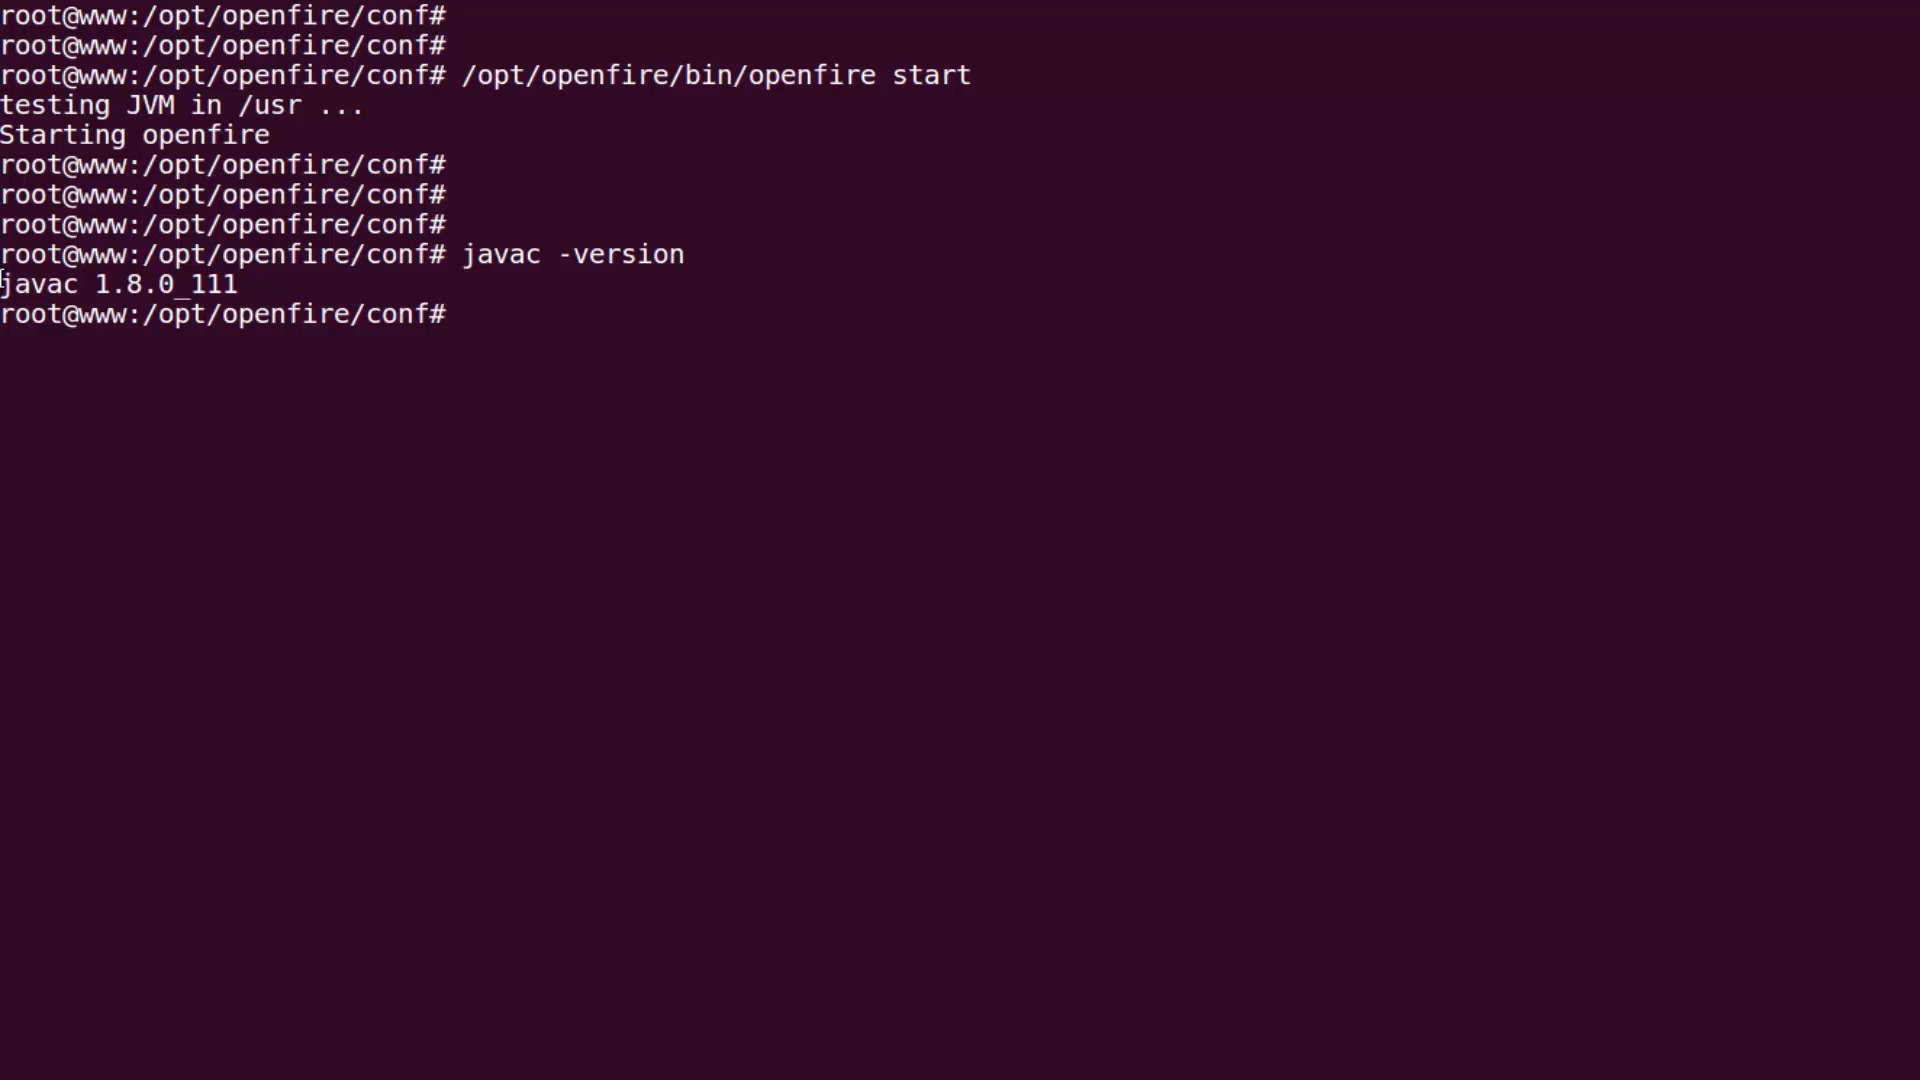 root@www:/opt/openfire/conf#
root@www:/opt/openfire/conf#
root@www:/opt/openfire/conf# /opt/openfire/bin/openfire start
testing JVM in /usr ...
Starting openfire
root@www:/opt/openfire/conf#
root@www:/opt/openfire/conf#
root@www:/opt/openfire/conf#
root@www:/opt/openfire/conf# javac -version
javac 1.8.0_111
root@www:/opt/openfire/conf#